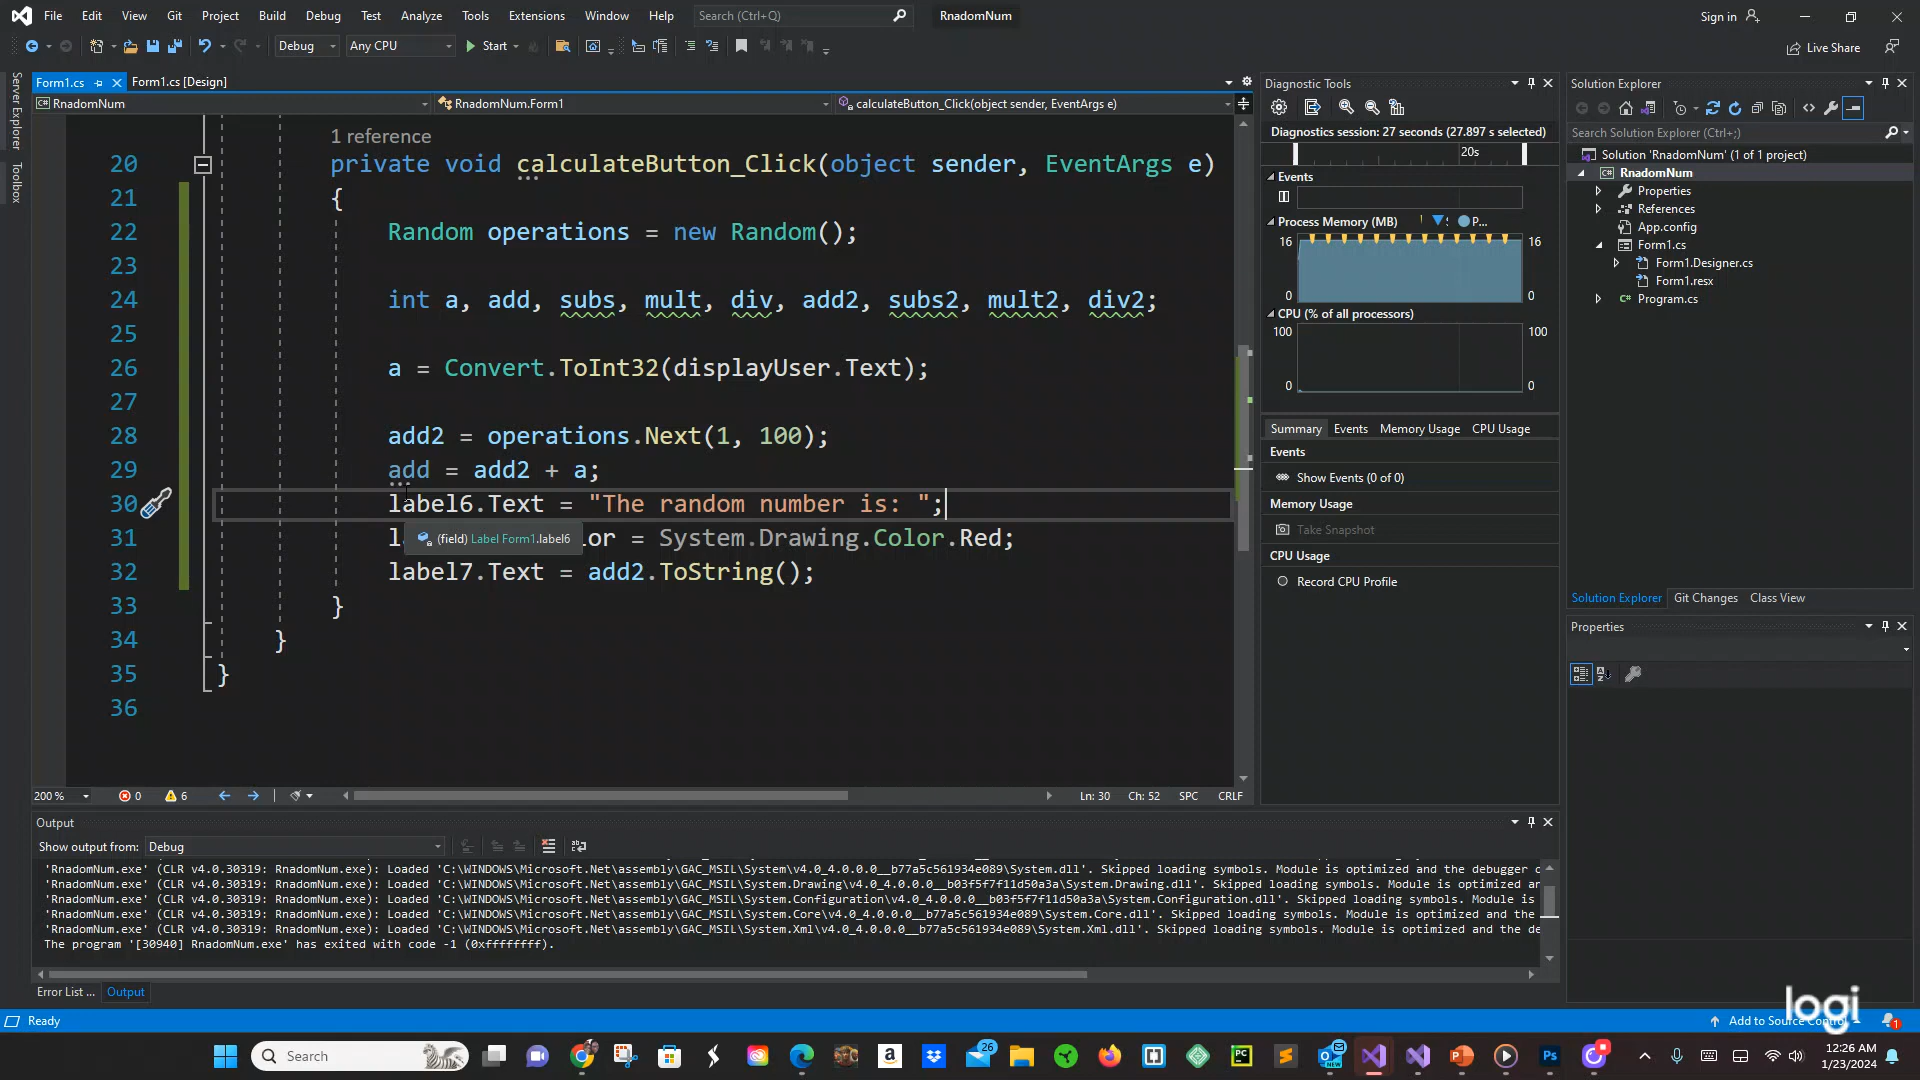 File Edit View Git Project Build Debug Test Analyze Tools Extensions Window Help Search (Ctrl+Q) RnadomNum Sign in
Debug Any CPU Start Live Share
Form1.cs Form1.cs [Design]
RnadomNum RnadomNum.Form1 calculateButton_Click(object sender, EventArgs e)
Server Explorer
Toolbox
1 reference
20 private void calculateButton_Click(object sender, EventArgs e)
21 {
22 Random operations = new Random();
23
24 int a, add, subs, mult, div, add2, subs2, mult2, div2;
25
26 a = Convert.ToInt32(displayUser.Text);
27
28 add2 = operations.Next(1, 100);
29 add = add2 + a;
30 label6.Text = "The random number is: ";
31 l lor = System.Drawing.Color.Red;
(field) Label Form1.label6
32 label7.Text = add2.ToString();
33 }
34 }
35 }
36
200 % 0 6 Ln: 30 Ch: 52 SPC CRLF
Diagnostic Tools
Diagnostics session: 27 seconds (27.897 s selected)
20s
Events
Process Memory (MB) P...
16 16
0 0
CPU (% of all processors)
100 100
0 0
Summary Events Memory Usage CPU Usage
Events
Show Events (0 of 0)
Memory Usage
Take Snapshot
CPU Usage
Record CPU Profile
Solution Explorer
Search Solution Explorer (Ctrl+;)
Solution 'RnadomNum' (1 of 1 project)
RnadomNum
Properties
References
App.config
Form1.cs
Form1.Designer.cs
Form1.resx
Program.cs
Solution Explorer Git Changes Class View
Properties
Output
Show output from: Debug
'RnadomNum.exe' (CLR v4.0.30319: RnadomNum.exe): Loaded 'C:\WINDOWS\Microsoft.Net\assembly\GAC_MSIL\System\v4.0_4.0.0.0__b77a5c561934e089\System.dll'. Skipped loading symbols. Module is optimized and the debugger o
'RnadomNum.exe' (CLR v4.0.30319: RnadomNum.exe): Loaded 'C:\WINDOWS\Microsoft.Net\assembly\GAC_MSIL\System.Drawing\v4.0_4.0.0.0__b03f5f7f11d50a3a\System.Drawing.dll'. Skipped loading symbols. Module is optimized an
'RnadomNum.exe' (CLR v4.0.30319: RnadomNum.exe): Loaded 'C:\WINDOWS\Microsoft.Net\assembly\GAC_MSIL\System.Configuration\v4.0_4.0.0.0__b03f5f7f11d50a3a\System.Configuration.dll'. Skipped loading symbols. Module is
'RnadomNum.exe' (CLR v4.0.30319: RnadomNum.exe): Loaded 'C:\WINDOWS\Microsoft.Net\assembly\GAC_MSIL\System.Core\v4.0_4.0.0.0__b77a5c561934e089\System.Core.dll'. Skipped loading symbols. Module is optimized and the
'RnadomNum.exe' (CLR v4.0.30319: RnadomNum.exe): Loaded 'C:\WINDOWS\Microsoft.Net\assembly\GAC_MSIL\System.Xml\v4.0_4.0.0.0__b77a5c561934e089\System.Xml.dll'. Skipped loading symbols. Module is optimized and the de
The program '[30940] RnadomNum.exe' has exited with code -1 (0xffffffff).
Error List ... Output
logi
Ready Add to Source Control 1
Search 26 NEW 12:26 AM
1/23/2024